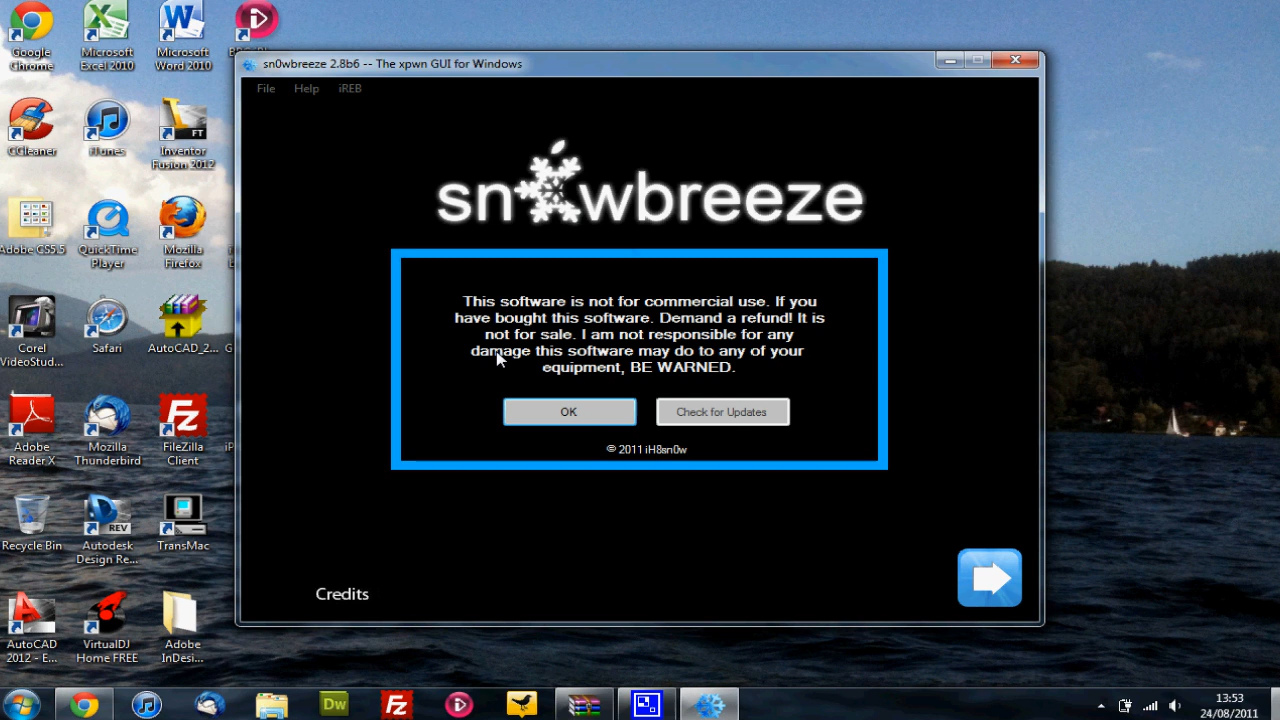 Google
Chrome
Microsoft
Excel 2010
Microsoft
Word 2010
sn0wbreeze 2.8b6 -- The xpwn GUI for Windows
File Help iREB
CCleaner
iTunes
Inventor
Fusion 2012
FT
snowbreeze
Adobe CS5.5
QuickTime
Player
Mozilla
Firefox
This software is not for commercial use. If you
have bought this software. Demand a refund! It is
not for sale. I am not responsible for any
damage this software may do to any of your
equipment, BE WARNED.
Corel
VideoStud...
Safari
AutoCAD_2...
OK
Check for Updates
© 2011 iH8sn0w
Adobe
Reader X
Mozilla
Thunderbird
FileZilla
Client
Recycle Bin
REV
Autodesk
Design Re...
TransMac
Credits
AutoCAD
2012 - E...
VirtualDJ
Home FREE
Adobe
InDesi...
Dw
Fz
13:53
24/08/2011